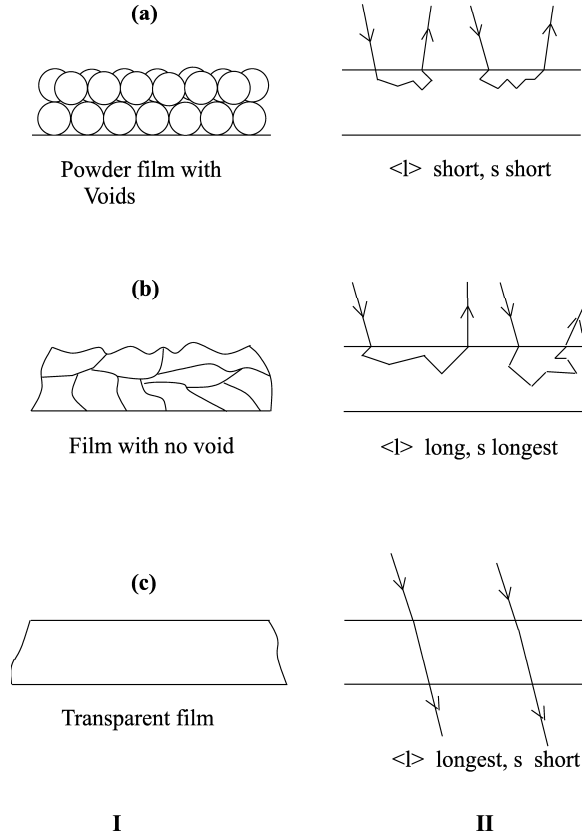 (a)
Powder film with
Voids
<l> short, s short
(b)
Film with no void
<l> long, s longest
(c)
Transparent film
<l> longest, s short
I
II